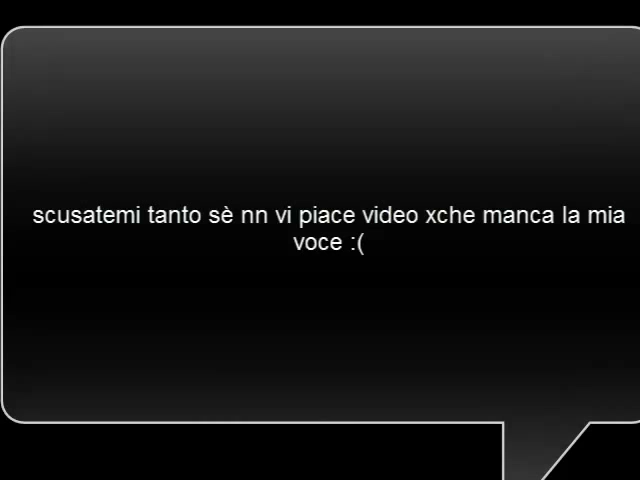 scusatemi tanto sè nn vi piace video xche manca la mia
voce :(